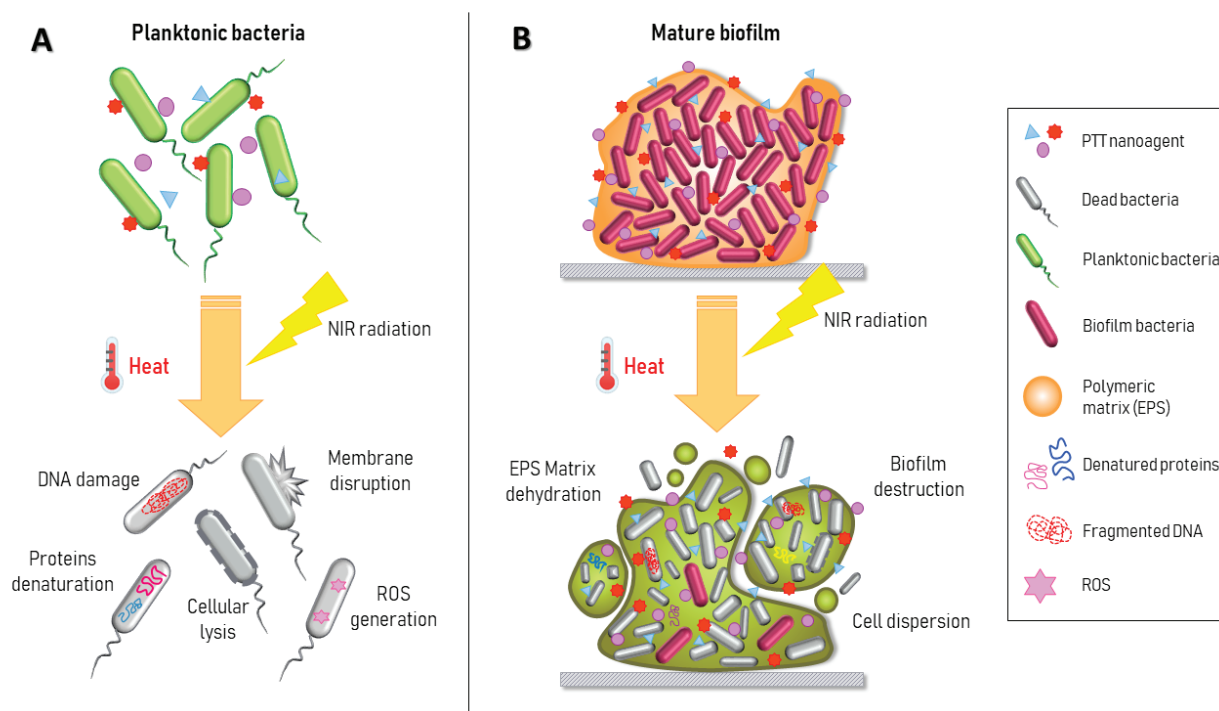 A
Planktonic bacteria
NIR radiation
Heat
DNA damage
Membrane
disruption
Proteins
denaturation
Cellular
lysis
ROS
generation
B
Mature biofilm
NIR radiation
Heat
EPS Matrix
dehydration
Biofilm
destruction
Cell dispersion
PTT nanoagent
Dead bacteria
Planktonic bacteria
Biofilm bacteria
Polymeric
matrix (EPS)
Denatured proteins
Fragmented DNA
ROS